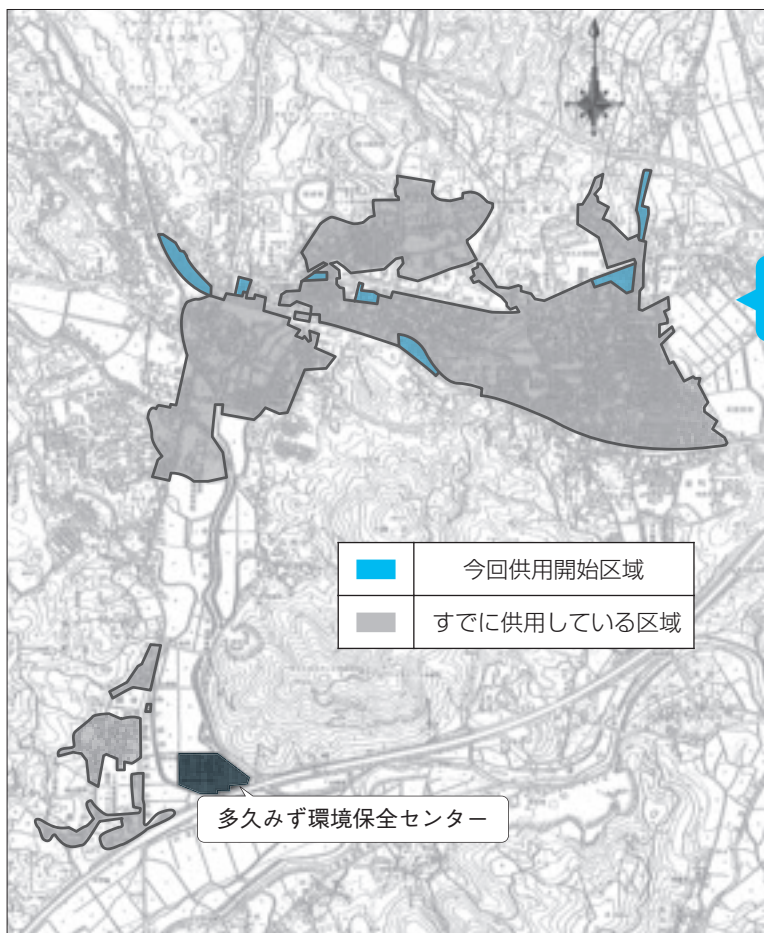 今回供用開始区域
すでに供用している区域
多久みず環境保全センター